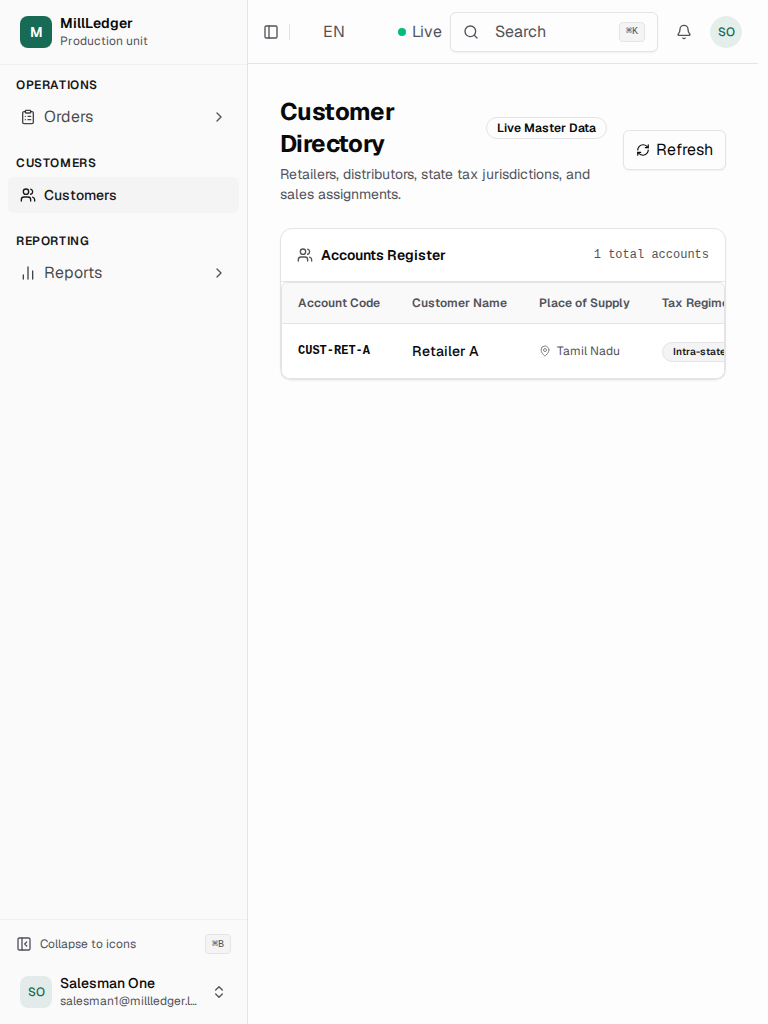 M
MillLedger
Production unit
OPERATIONS
Orders
CUSTOMERS
Customers
REPORTING
Reports
Collapse to icons
⌘B
SO
Salesman One
salesman1@millledger.l...
EN
Live
Search
⌘K
SO
Customer
Directory
Live Master Data
Refresh
Retailers, distributors, state tax jurisdictions, and
sales assignments.
Accounts Register
1 total accounts
Account Code Customer Name Place of Supply Tax Regime
CUST-RET-A Retailer A Tamil Nadu Intra-state